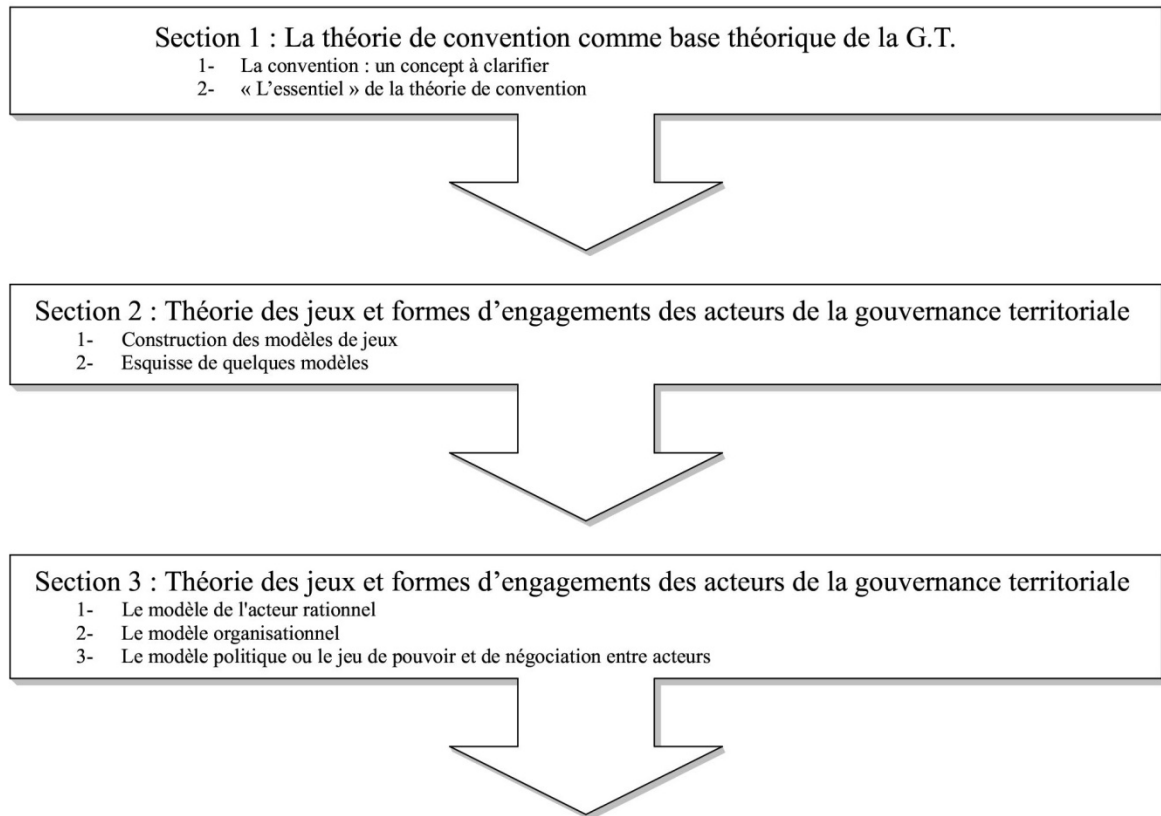 Section 1 : La théorie de convention comme base théorique de la G.T.
1- La convention : un concept à clarifier
2- « L’essentiel » de la théorie de convention
Section 2 : Théorie des jeux et formes d’engagements des acteurs de la gouvernance territoriale
1- Construction des modèles de jeux
2- Esquisse de quelques modèles
Section 3 : Théorie des jeux et formes d’engagements des acteurs de la gouvernance territoriale
1- Le modèle de l'acteur rationnel
2- Le modèle organisationnel
3- Le modèle politique ou le jeu de pouvoir et de négociation entre acteurs